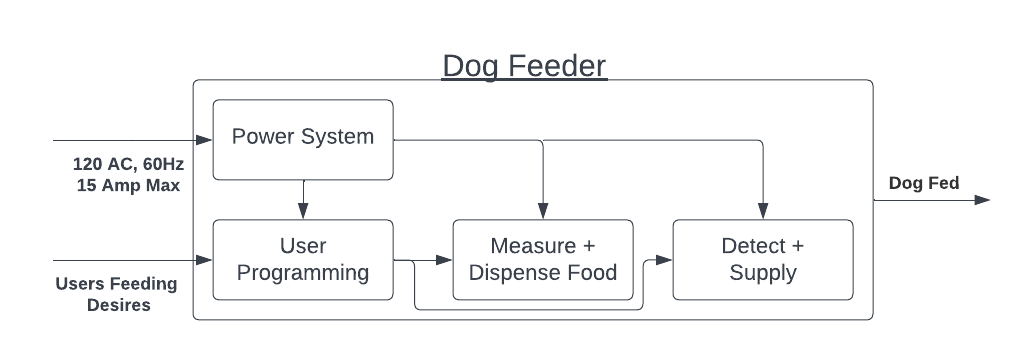 Dog Feeder
Power System
120 AC, 60Hz
15 Amp Max
Dog Fed
User
Programming
Measure +
Dispense Food
Detect +
Supply
Users Feeding
Desires